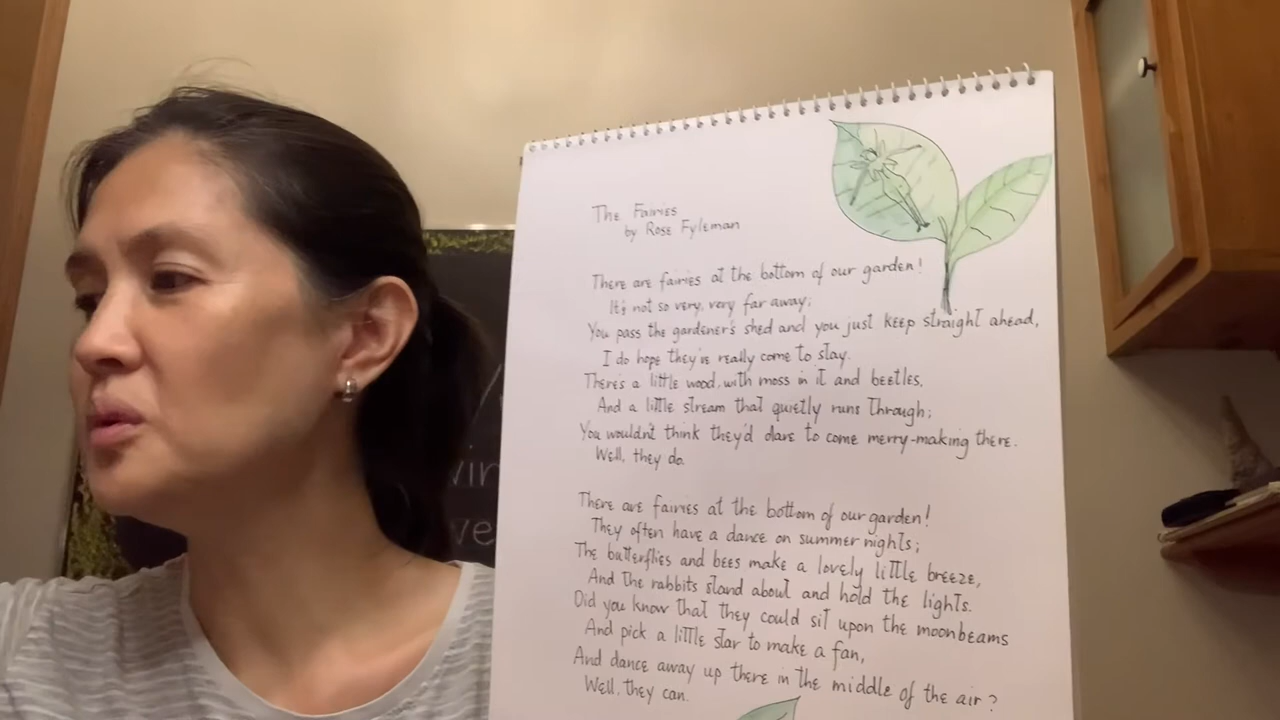 The Fairies
by Rose Fyleman
There are fairies at the bottom of our garden!
It's not so very, very far away;
You pass the gardener's shed and you just keep straight ahead,
I do hope they've really come to stay.
There's a little wood, with moss in it and beetles,
And a little stream that quietly runs through;
You wouldn't think they'd dare to come merry-making there.
Well, they do.
There are fairies at the bottom of our garden!
They often have a dance on summer nights;
The butterflies and bees make a lovely little breeze,
And the rabbits stand about and hold the lights.
Did you know that they could sit upon the moonbeams
And pick a little star to make a fan,
And dance away up there in the middle of the air?
Well, they can.